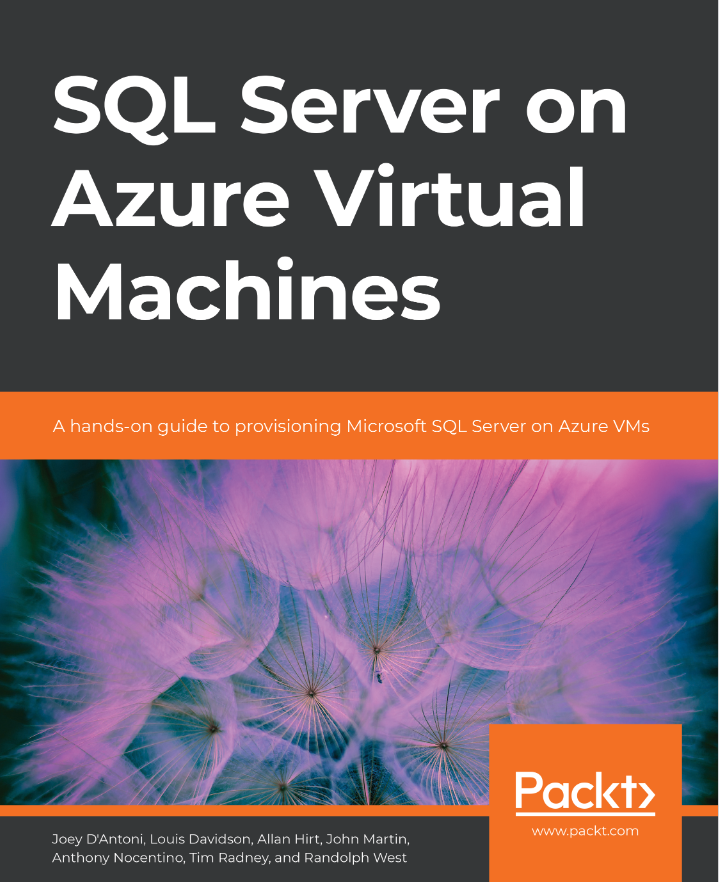 SQL Server on
Azure Virtual
Machines
A hands-on guide to provisioning Microsoft SQL Server on Azure VMs
Packt>
www.packt.com
Joey D'Antoni, Louis Davidson, Allan Hirt, John Martin,
Anthony Nocentino, Tim Radney, and Randolph West